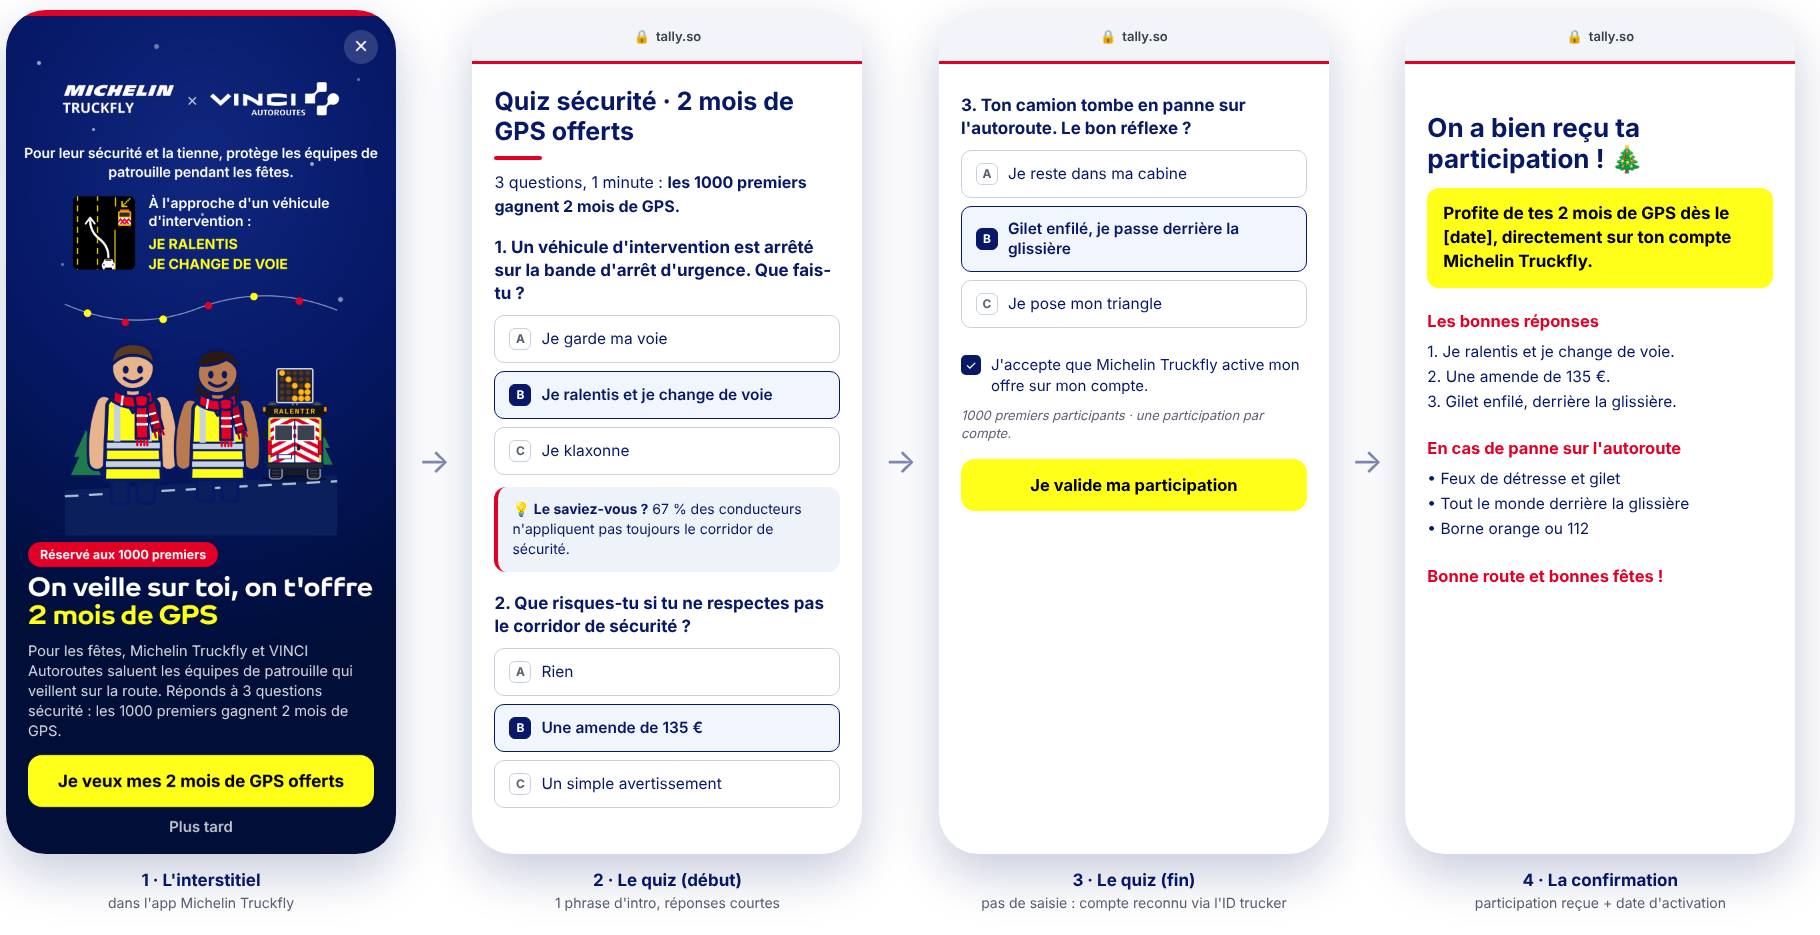 MICHELIN
TRUCKFLY
×
VINCI
AUTOROUTES
Pour leur sécurité et la tienne, protège les équipes de
patrouille pendant les fêtes.
À l'approche d'un véhicule
d'intervention :
JE RALENTIS
JE CHANGE DE VOIE
RALENTIR
Réservé aux 1000 premiers
On veille sur toi, on t'offre
2 mois de GPS
Pour les fêtes, Michelin Truckfly et VINCI
Autoroutes saluent les équipes de patrouille qui
veillent sur la route. Réponds à 3 questions
sécurité : les 1000 premiers gagnent 2 mois de
GPS.
Je veux mes 2 mois de GPS offerts
Plus tard
1 · L'interstitiel
dans l'app Michelin Truckfly
🔒 tally.so
Quiz sécurité · 2 mois de
GPS offerts
3 questions, 1 minute : les 1000 premiers
gagnent 2 mois de GPS.
1. Un véhicule d'intervention est arrêté
sur la bande d'arrêt d'urgence. Que fais-
tu ?
A Je garde ma voie
B Je ralentis et je change de voie
C Je klaxonne
💡 Le saviez-vous ? 67 % des conducteurs
n'appliquent pas toujours le corridor de
sécurité.
2. Que risques-tu si tu ne respectes pas
le corridor de sécurité ?
A Rien
B Une amende de 135 €
C Un simple avertissement
2 · Le quiz (début)
1 phrase d'intro, réponses courtes
🔒 tally.so
3. Ton camion tombe en panne sur
l'autoroute. Le bon réflexe ?
A Je reste dans ma cabine
B Gilet enfilé, je passe derrière la
glissière
C Je pose mon triangle
J'accepte que Michelin Truckfly active mon
offre sur mon compte.
1000 premiers participants · une participation par
compte.
Je valide ma participation
3 · Le quiz (fin)
pas de saisie : compte reconnu via l'ID trucker
🔒 tally.so
On a bien reçu ta
participation ! 🎄
Profite de tes 2 mois de GPS dès le
[date], directement sur ton compte
Michelin Truckfly.
Les bonnes réponses
1. Je ralentis et je change de voie.
2. Une amende de 135 €.
3. Gilet enfilé, derrière la glissière.
En cas de panne sur l'autoroute
• Feux de détresse et gilet
• Tout le monde derrière la glissière
• Borne orange ou 112
Bonne route et bonnes fêtes !
4 · La confirmation
participation reçue + date d'activation